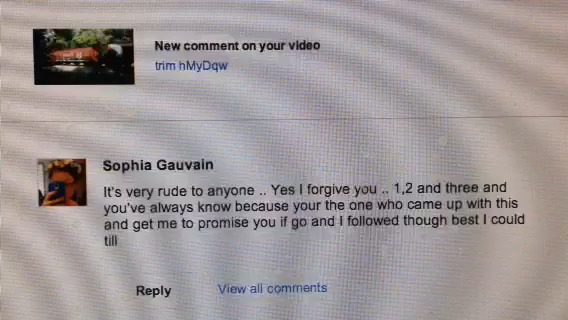 New comment on your video
trim hMyDqw
Sophia Gauvain
It's very rude to anyone .. Yes I forgive you .. 1,2 and three and
you've always know because your the one who came up with this
and get me to promise you if go and I followed though best I could
till
Reply
View all comments